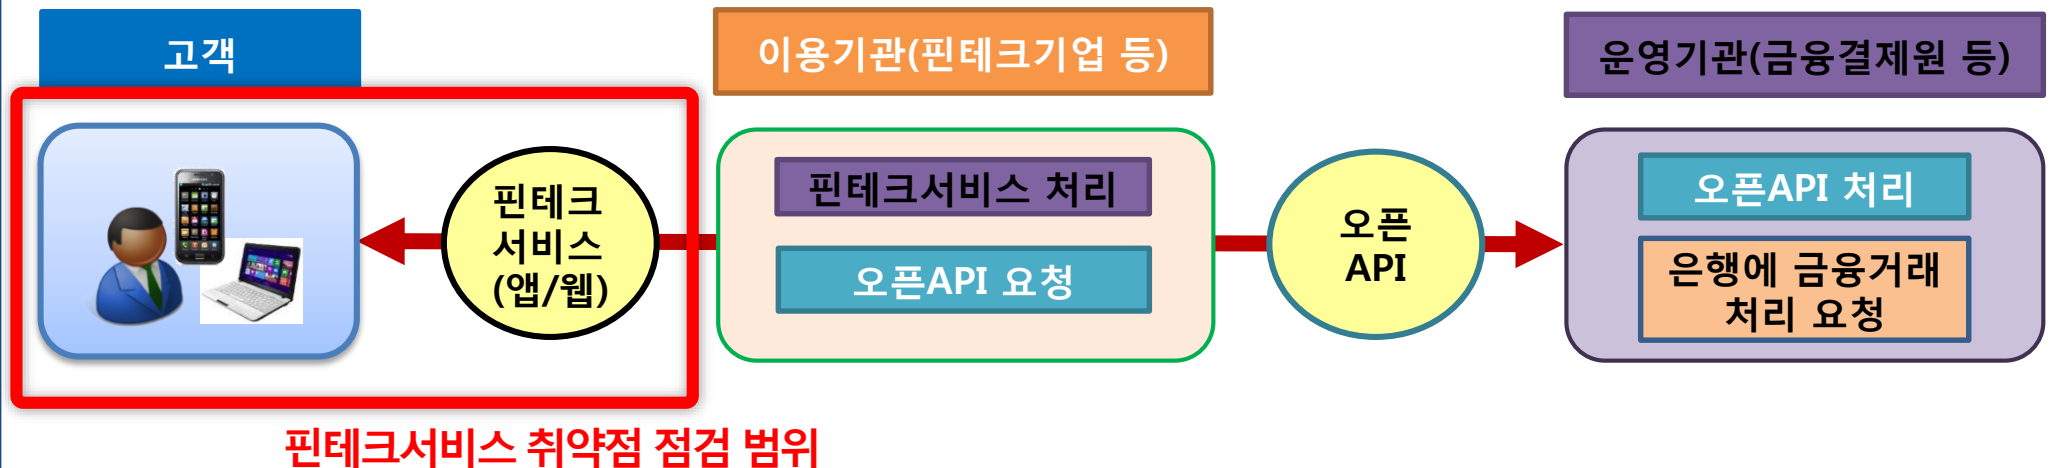 고객
이용기관(핀테크기업 등)
운영기관(금융결제원 등)
핀테크
서비스
(앱/웹)
핀테크서비스 처리
오픈API 요청
오픈
API
오픈API 처리
은행에 금융거래
처리 요청
핀테크서비스 취약점 점검 범위